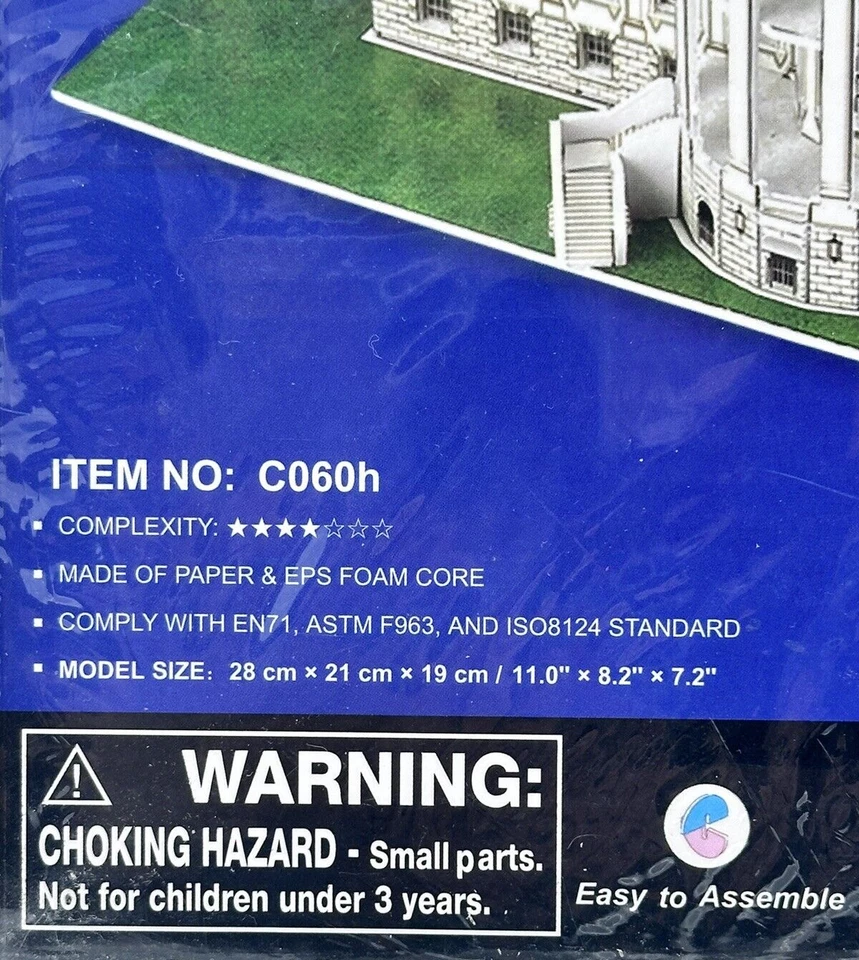 ITEM NO: C060h
▪ COMPLEXITY: ★★★★☆☆☆
▪ MADE OF PAPER & EPS FOAM CORE
▪ COMPLY WITH EN71, ASTM F963, AND ISO8124 STANDARD
▪ MODEL SIZE: 28 cm × 21 cm × 19 cm / 11.0" × 8.2" × 7.2"
WARNING:
CHOKING HAZARD - Small parts.
Not for children under 3 years.
Easy to Assemble